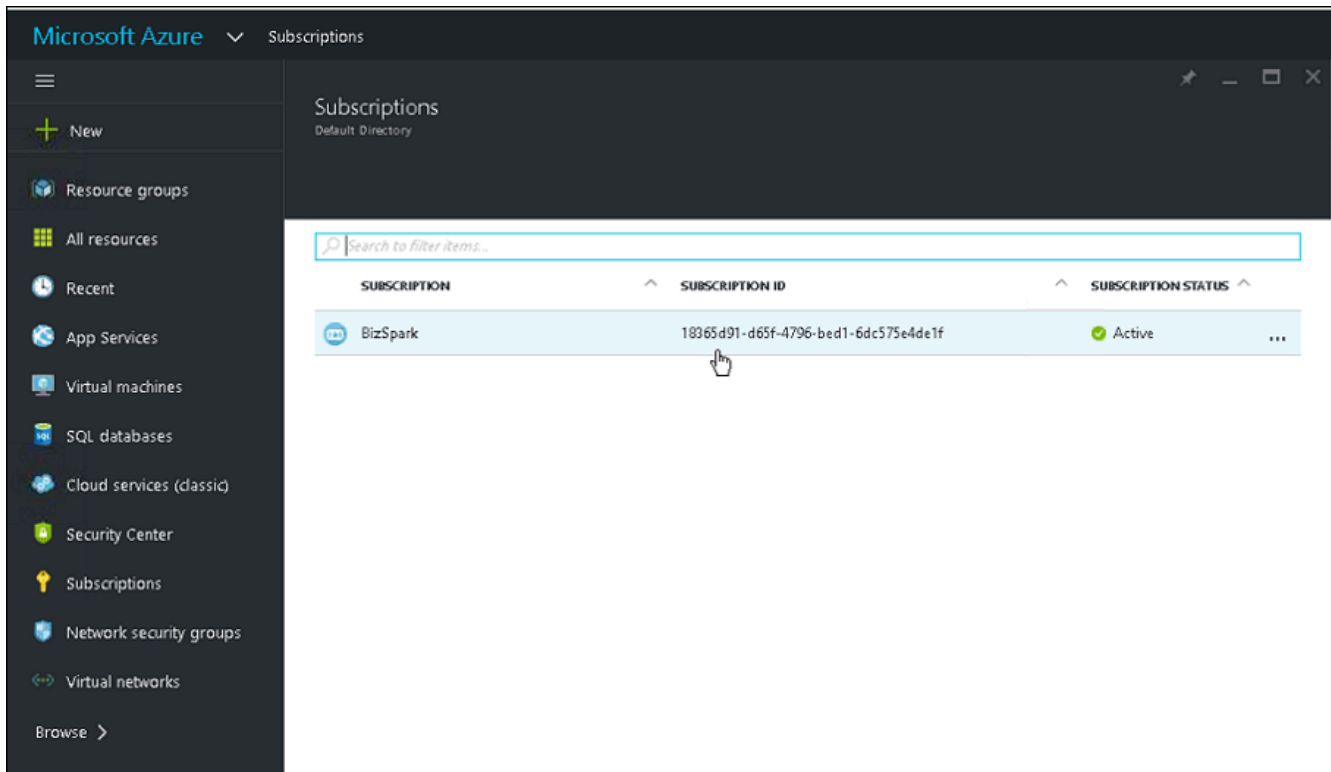 Microsoft Azure Subscriptions
Subscriptions
Default Directory
New
Resource groups
All resources
Recent
App Services
Virtual machines
SQL databases
Cloud services (classic)
Security Center
Subscriptions
Network security groups
Virtual networks
Browse
Search to filter items...
SUBSCRIPTION SUBSCRIPTION ID SUBSCRIPTION STATUS
BizSpark 18365d91-d65f-4796-bed1-6dc575e4de1f Active ...